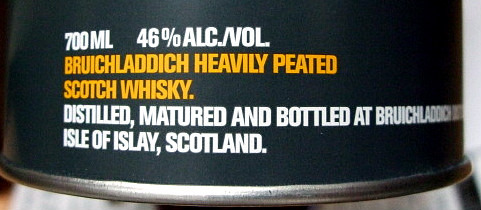 700 ML 46% ALC./VOL.
BRUICHLADDICH HEAVILY PEATED
SCOTCH WHISKY.
DISTILLED, MATURED AND BOTTLED AT BRUICHLADDICH
ISLE OF ISLAY, SCOTLAND.